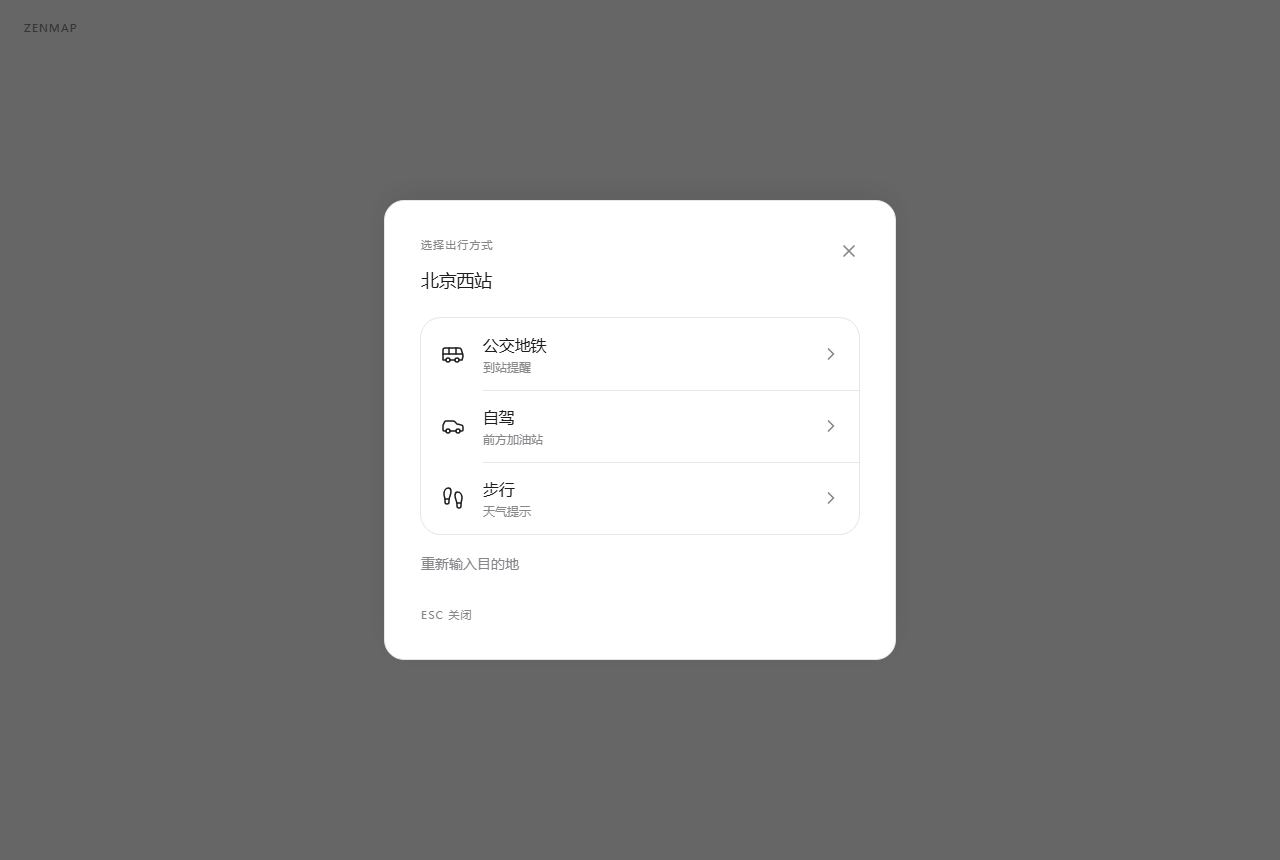 ZENMAP
选择出行方式
北京西站
公交地铁
到站提醒
自驾
前方加油站
步行
天气提示
重新输入目的地
ESC 关闭